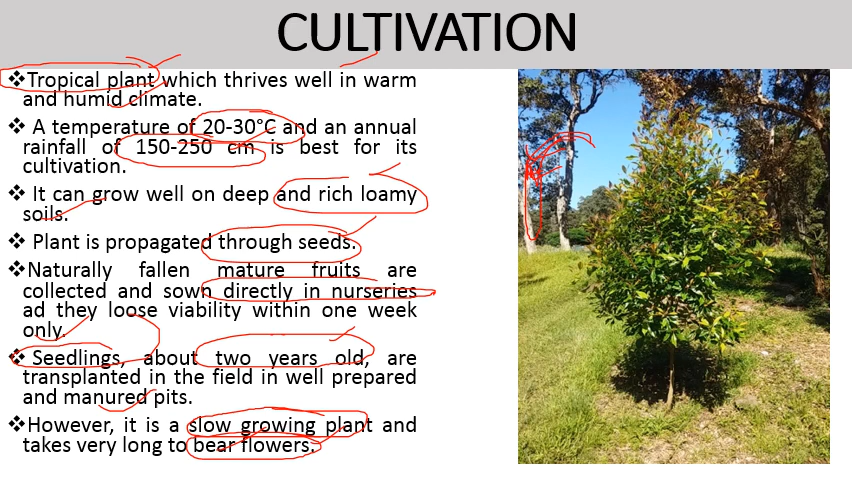 CULTIVATION
❖Tropical plant which thrives well in warm
and humid climate.
❖ A temperature of 20-30°C and an annual
rainfall of 150-250 cm is best for its
cultivation.
❖ It can grow well on deep and rich loamy
soils.
❖ Plant is propagated through seeds.
❖Naturally fallen mature fruits are
collected and sown directly in nurseries
ad they loose viability within one week
only.
❖ Seedlings, about two years old, are
transplanted in the field in well prepared
and manured pits.
❖However, it is a slow growing plant and
takes very long to bear flowers.